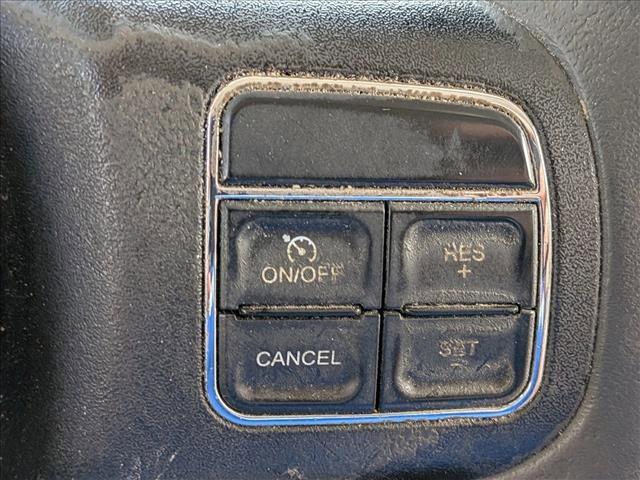 ON/OFF
RES
+
CANCEL
SET
-